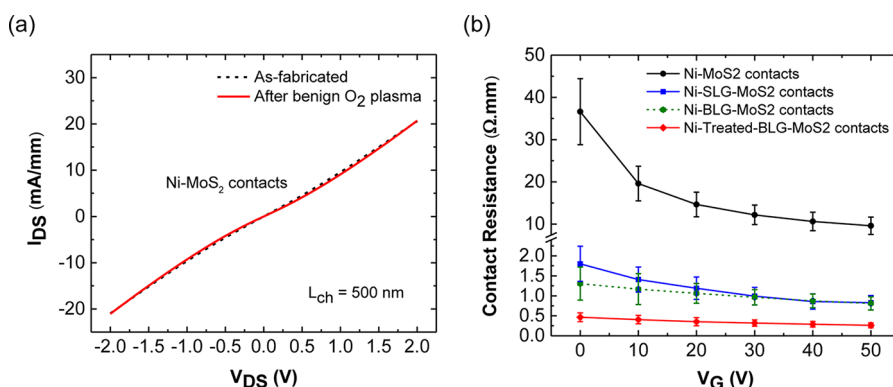 (a)
30
20
10
0
-10
-20
I_DS (mA/mm)
As-fabricated
After benign O₂ plasma
Ni-MoS₂ contacts
L_ch = 500 nm
-2.0 -1.5 -1.0 -0.5 0.0 0.5 1.0 1.5 2.0
V_DS (V)
(b)
50
40
30
20
10
2.0
1.5
1.0
0.5
0.0
Contact Resistance (Ω.mm)
Ni-MoS2 contacts
Ni-SLG-MoS2 contacts
Ni-BLG-MoS2 contacts
Ni-Treated-BLG-MoS2 contacts
0 10 20 30 40 50
V_G (V)